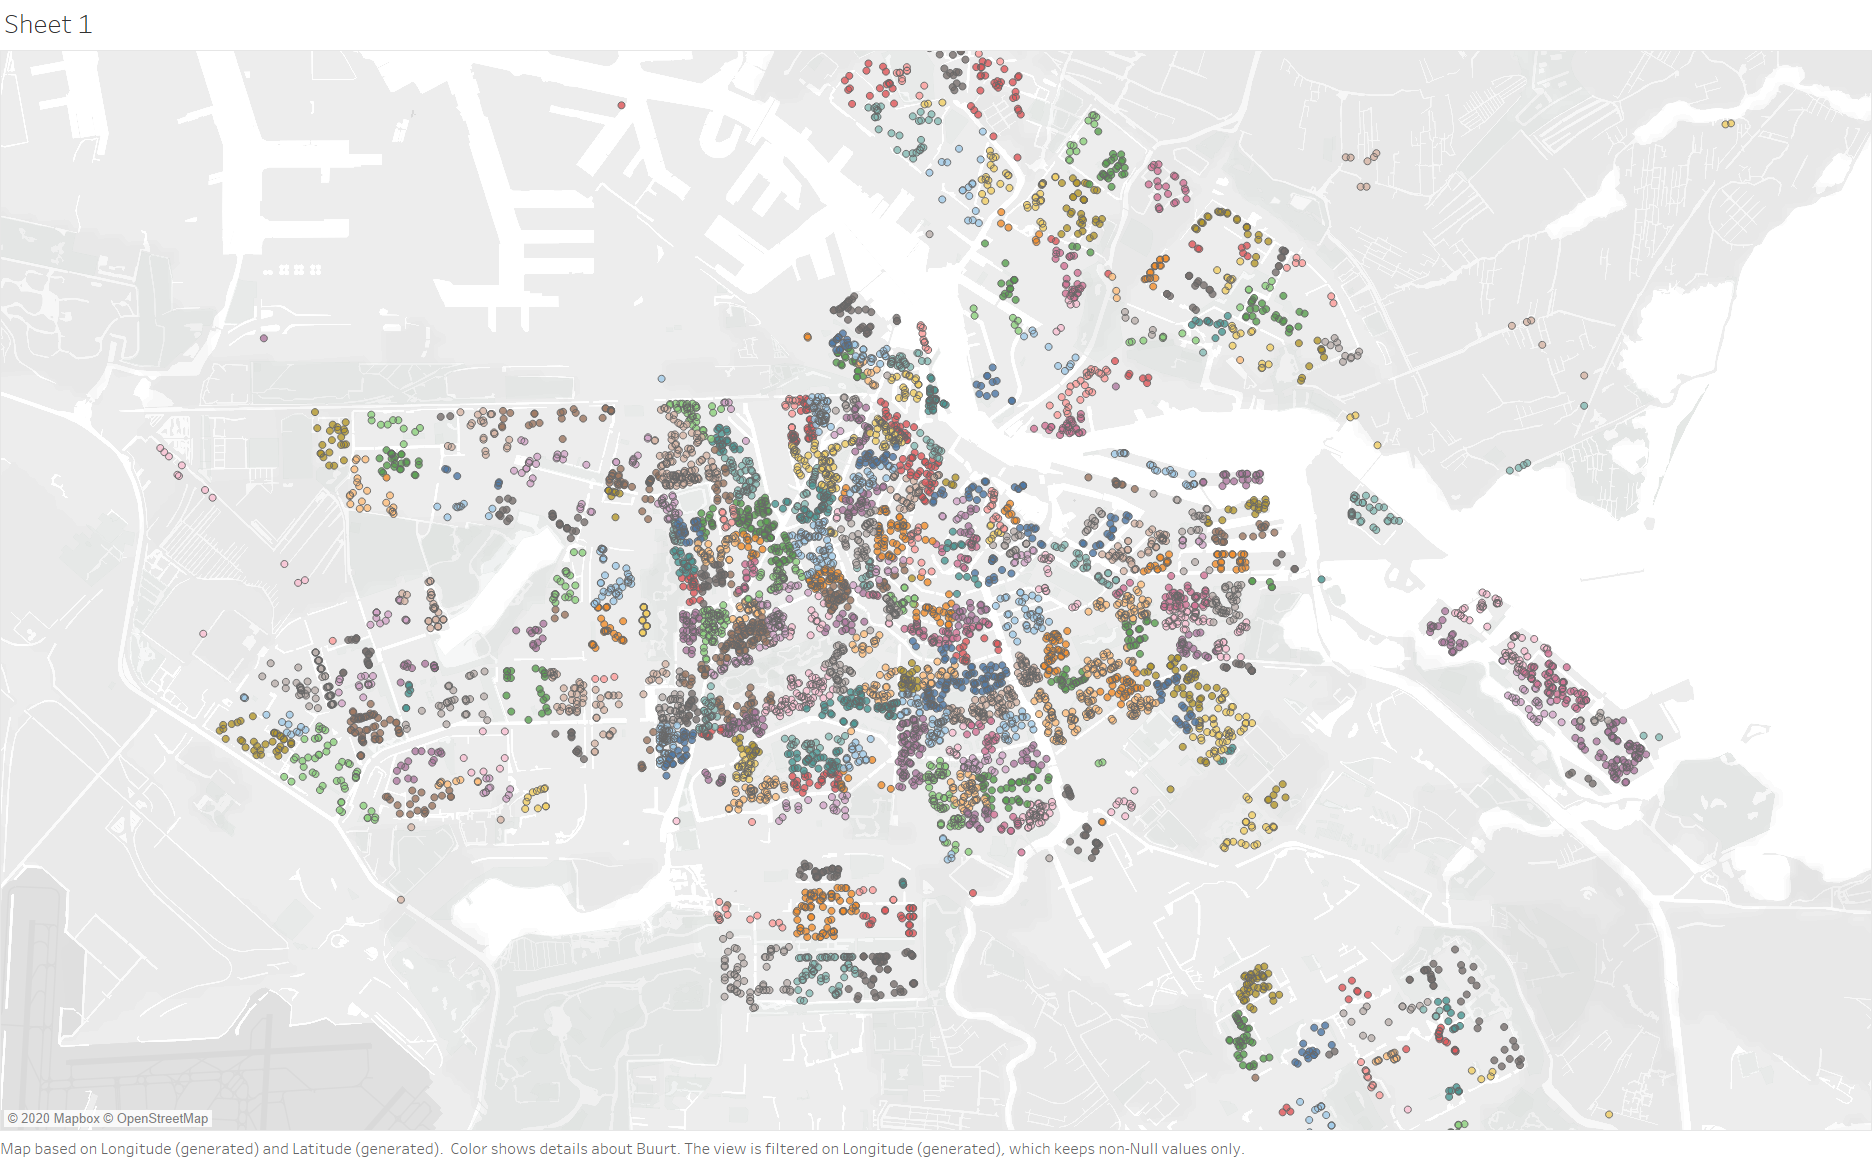 Sheet 1
© 2020 Mapbox © OpenStreetMap
Map based on Longitude (generated) and Latitude (generated).  Color shows details about Buurt. The view is filtered on Longitude (generated), which keeps non-Null values only.